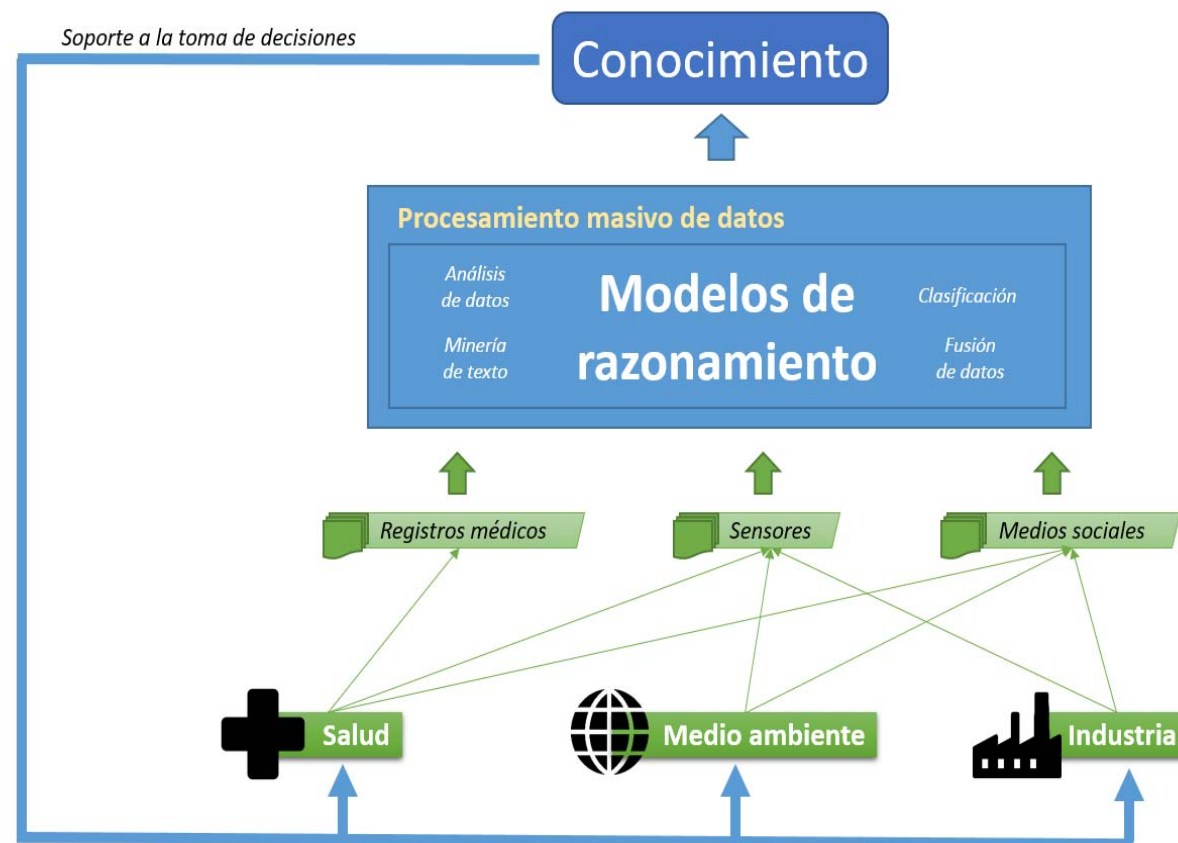 Soporte a la toma de decisiones
Conocimiento
Procesamiento masivo de datos
Análisis
de datos
Modelos de
razonamiento
Clasificación
Minería
de texto
Fusión
de datos
Registros médicos
Sensores
Medios sociales
Salud
Medio ambiente
Industria